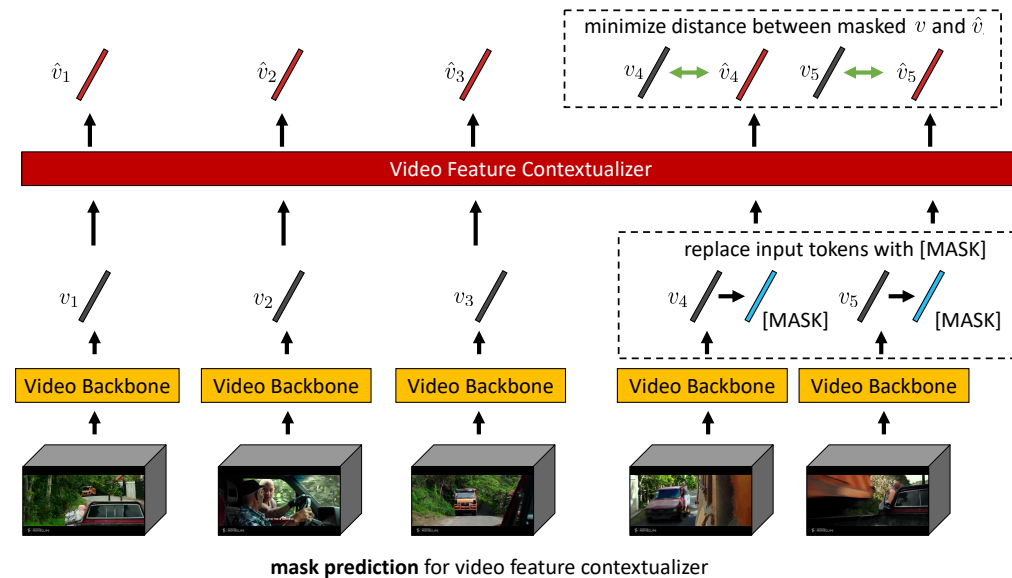 minimize distance between masked v and v̂
v̂₁
v̂₂
v̂₃
v₄
v̂₄
v₅
v̂₅
Video Feature Contextualizer
replace input tokens with [MASK]
v₁
v₂
v₃
v₄
[MASK]
v₅
[MASK]
Video Backbone
Video Backbone
Video Backbone
Video Backbone
Video Backbone
mask prediction for video feature contextualizer